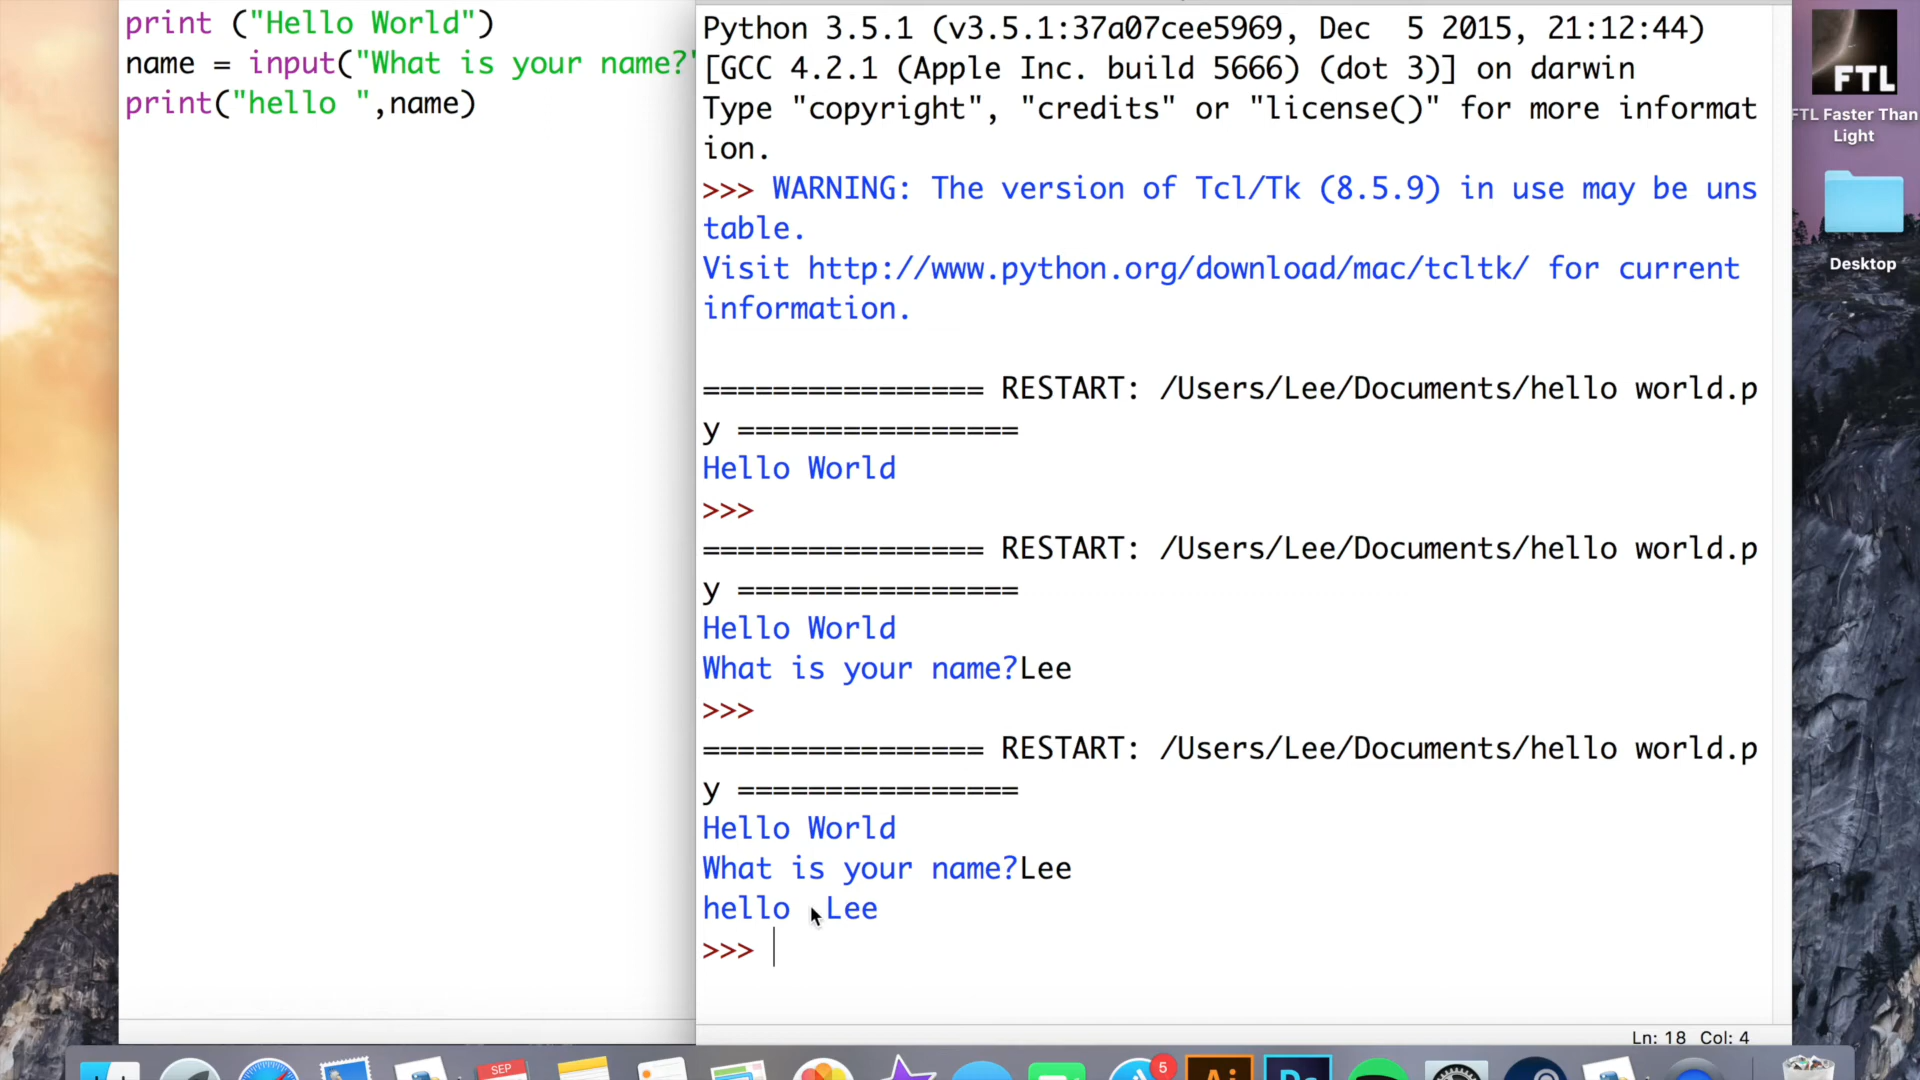 print ("Hello World")
name = input("What is your name?"
print("hello ",name)
Python 3.5.1 (v3.5.1:37a07cee5969, Dec  5 2015, 21:12:44)
[GCC 4.2.1 (Apple Inc. build 5666) (dot 3)] on darwin
Type "copyright", "credits" or "license()" for more informat
ion.
>>> WARNING: The version of Tcl/Tk (8.5.9) in use may be uns
table.
Visit http://www.python.org/download/mac/tcltk/ for current
information.
================ RESTART: /Users/Lee/Documents/hello world.p
y ================
Hello World
>>>
================ RESTART: /Users/Lee/Documents/hello world.p
y ================
Hello World
What is your name?Lee
>>>
================ RESTART: /Users/Lee/Documents/hello world.p
y ================
Hello World
What is your name?Lee
hello  Lee
>>>
Ln: 18 Col: 4
FTL
FTL Faster Than
Light
Desktop
SEP
5
Ai
Ps